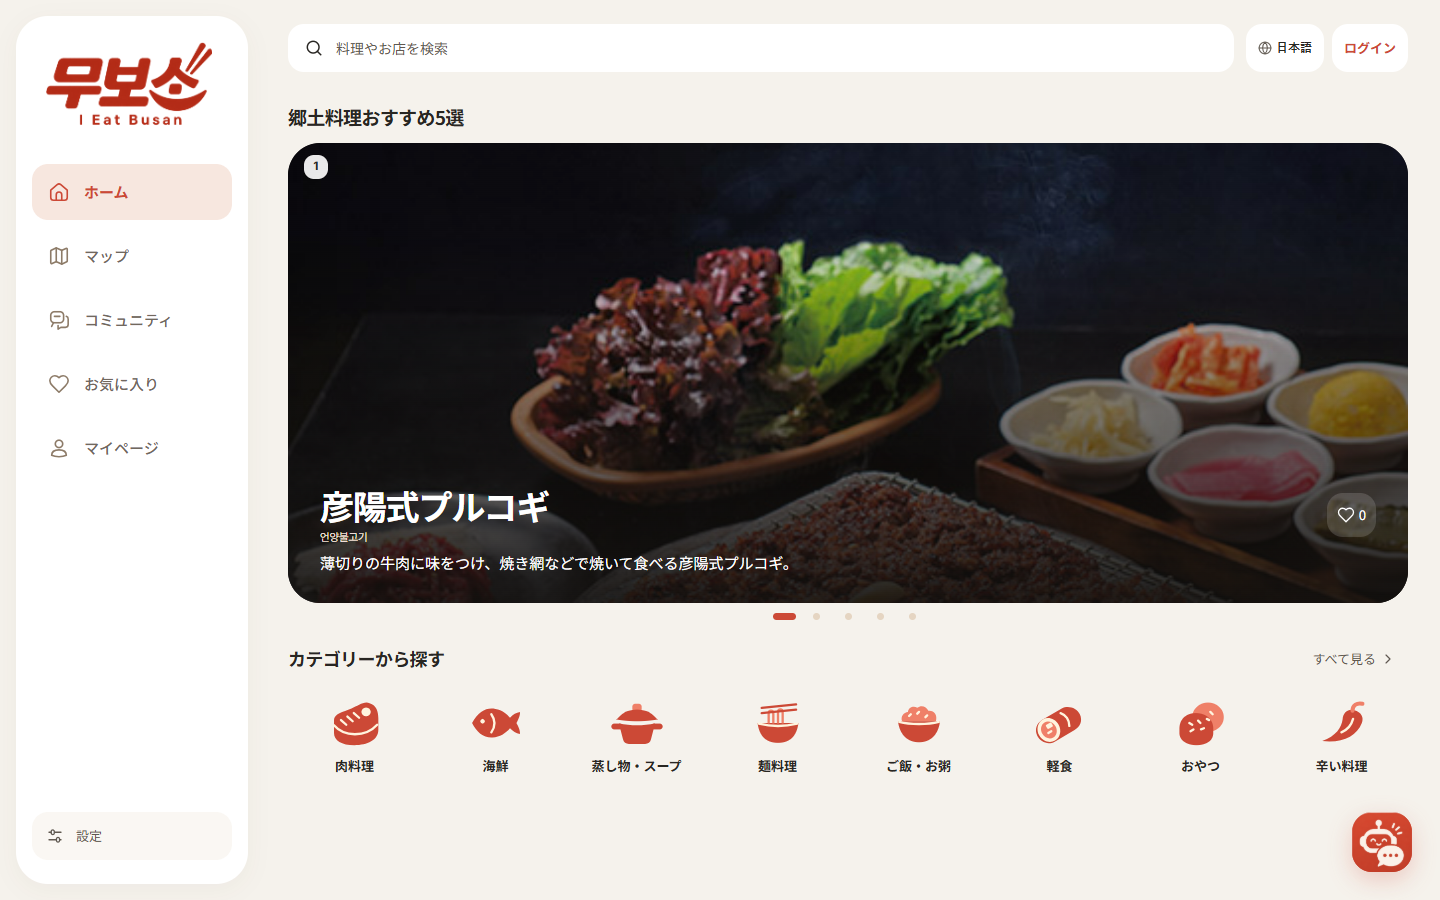 무보소
I Eat Busan
料理やお店を検索
日本語
ログイン
ホーム
マップ
コミュニティ
お気に入り
マイページ
設定
郷土料理おすすめ5選
1
彦陽式プルコギ
언양불고기
薄切りの牛肉に味をつけ、焼き網などで焼いて食べる彦陽式プルコギ。
0
カテゴリーから探す
すべて見る
肉料理
海鮮
蒸し物・スープ
麺料理
ご飯・お粥
軽食
おやつ
辛い料理